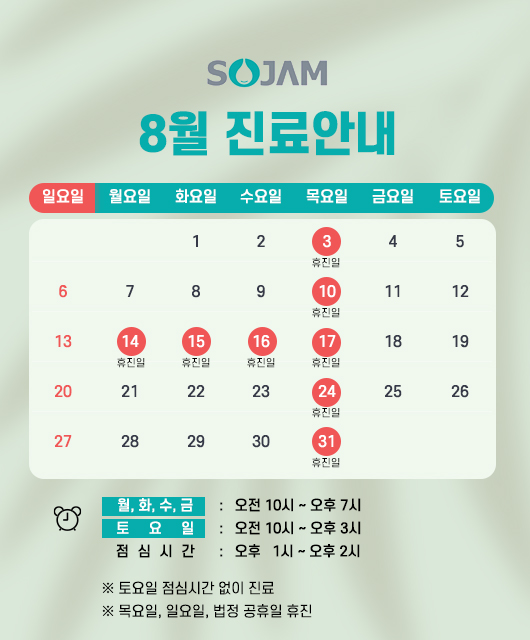 SOJAM
8월 진료안내
일요일 월요일 화요일 수요일 목요일 금요일 토요일
1 2 3 4 5
휴진일
6 7 8 9 10 11 12
휴진일
13 14 15 16 17 18 19
휴진일 휴진일 휴진일 휴진일
20 21 22 23 24 25 26
휴진일
27 28 29 30 31
휴진일
월, 화, 수, 금 : 오전 10시 ~ 오후 7시
토 요 일 : 오전 10시 ~ 오후 3시
점 심 시 간 : 오후 1시 ~ 오후 2시
※ 토요일 점심시간 없이 진료
※ 목요일, 일요일, 법정 공휴일 휴진